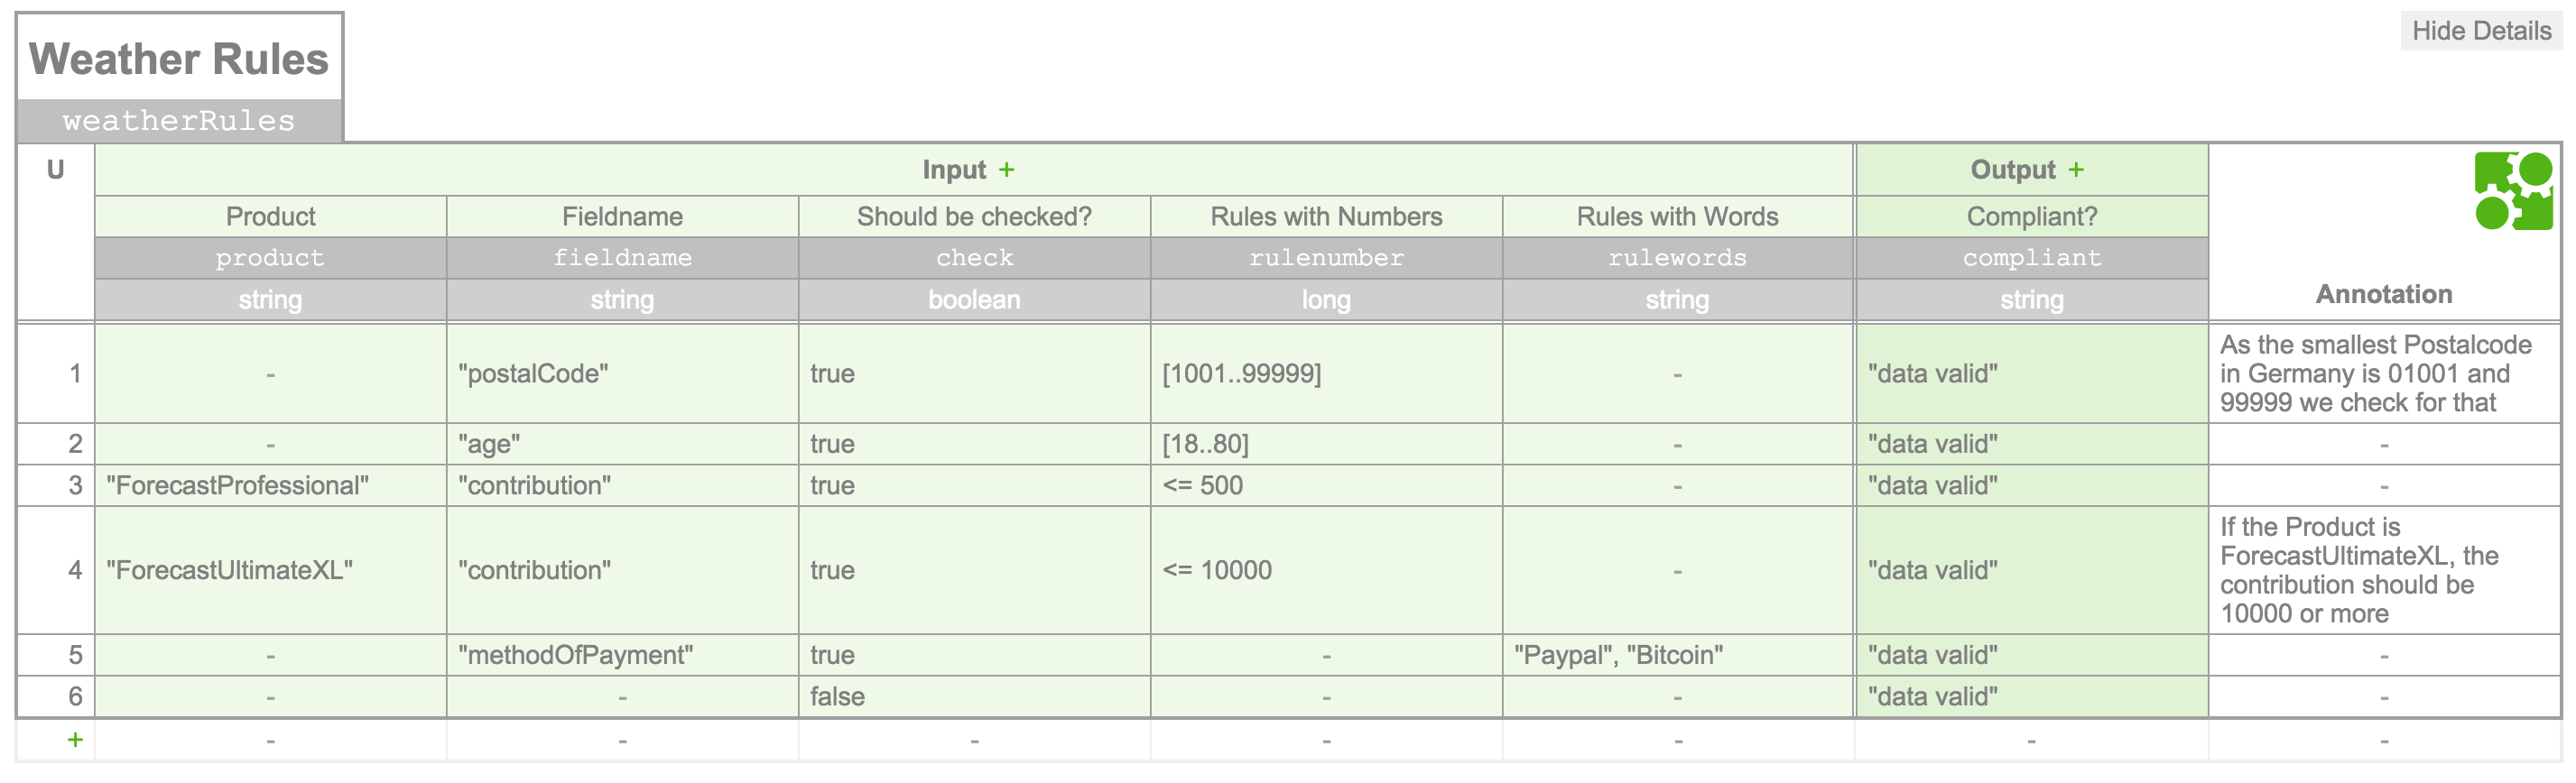 Hide Details
Weather Rules
weatherRules
U Input + Output +
Product Fieldname Should be checked? Rules with Numbers Rules with Words Compliant?
product fieldname check rulenumber rulewords compliant
string string boolean long string string Annotation
1 - "postalCode" true [1001..99999] - "data valid" As the smallest Postalcode
in Germany is 01001 and
99999 we check for that
2 - "age" true [18..80] - "data valid" -
3 "ForecastProfessional" "contribution" true <= 500 - "data valid" -
4 "ForecastUltimateXL" "contribution" true <= 10000 - "data valid" If the Product is
ForecastUltimateXL, the
contribution should be
10000 or more
5 - "methodOfPayment" true - "Paypal", "Bitcoin" "data valid" -
6 - - false - - "data valid" -
+ - - - - - - -